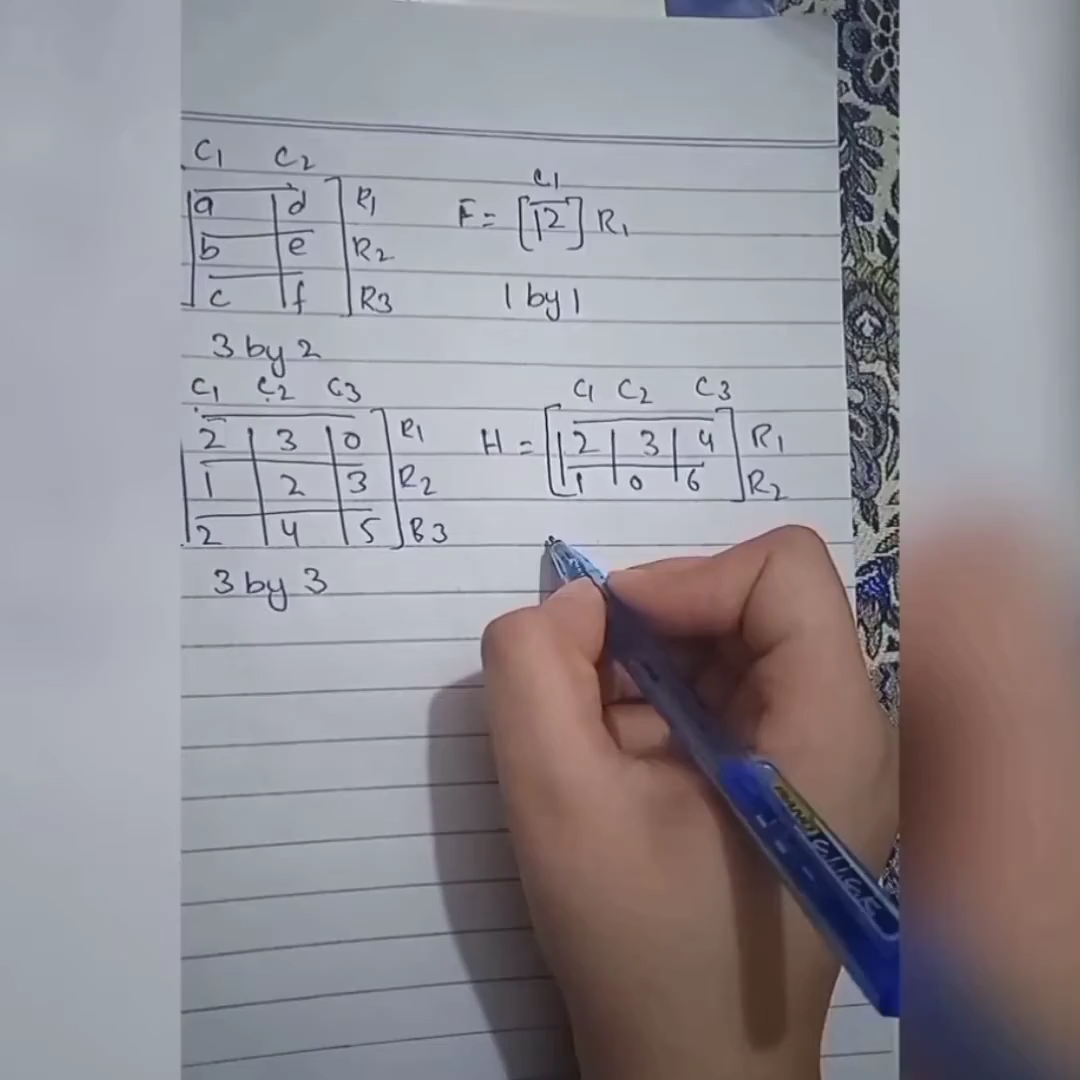 C1 C2
a d R1
b e R2
c f R3
3 by 2
C1
F = [12] R1
1 by 1
C1 C2 C3
2 3 0 R1
1 2 3 R2
2 4 5 R3
3 by 3
C1 C2 C3
H = [2 3 4 R1
1 0 6] R2